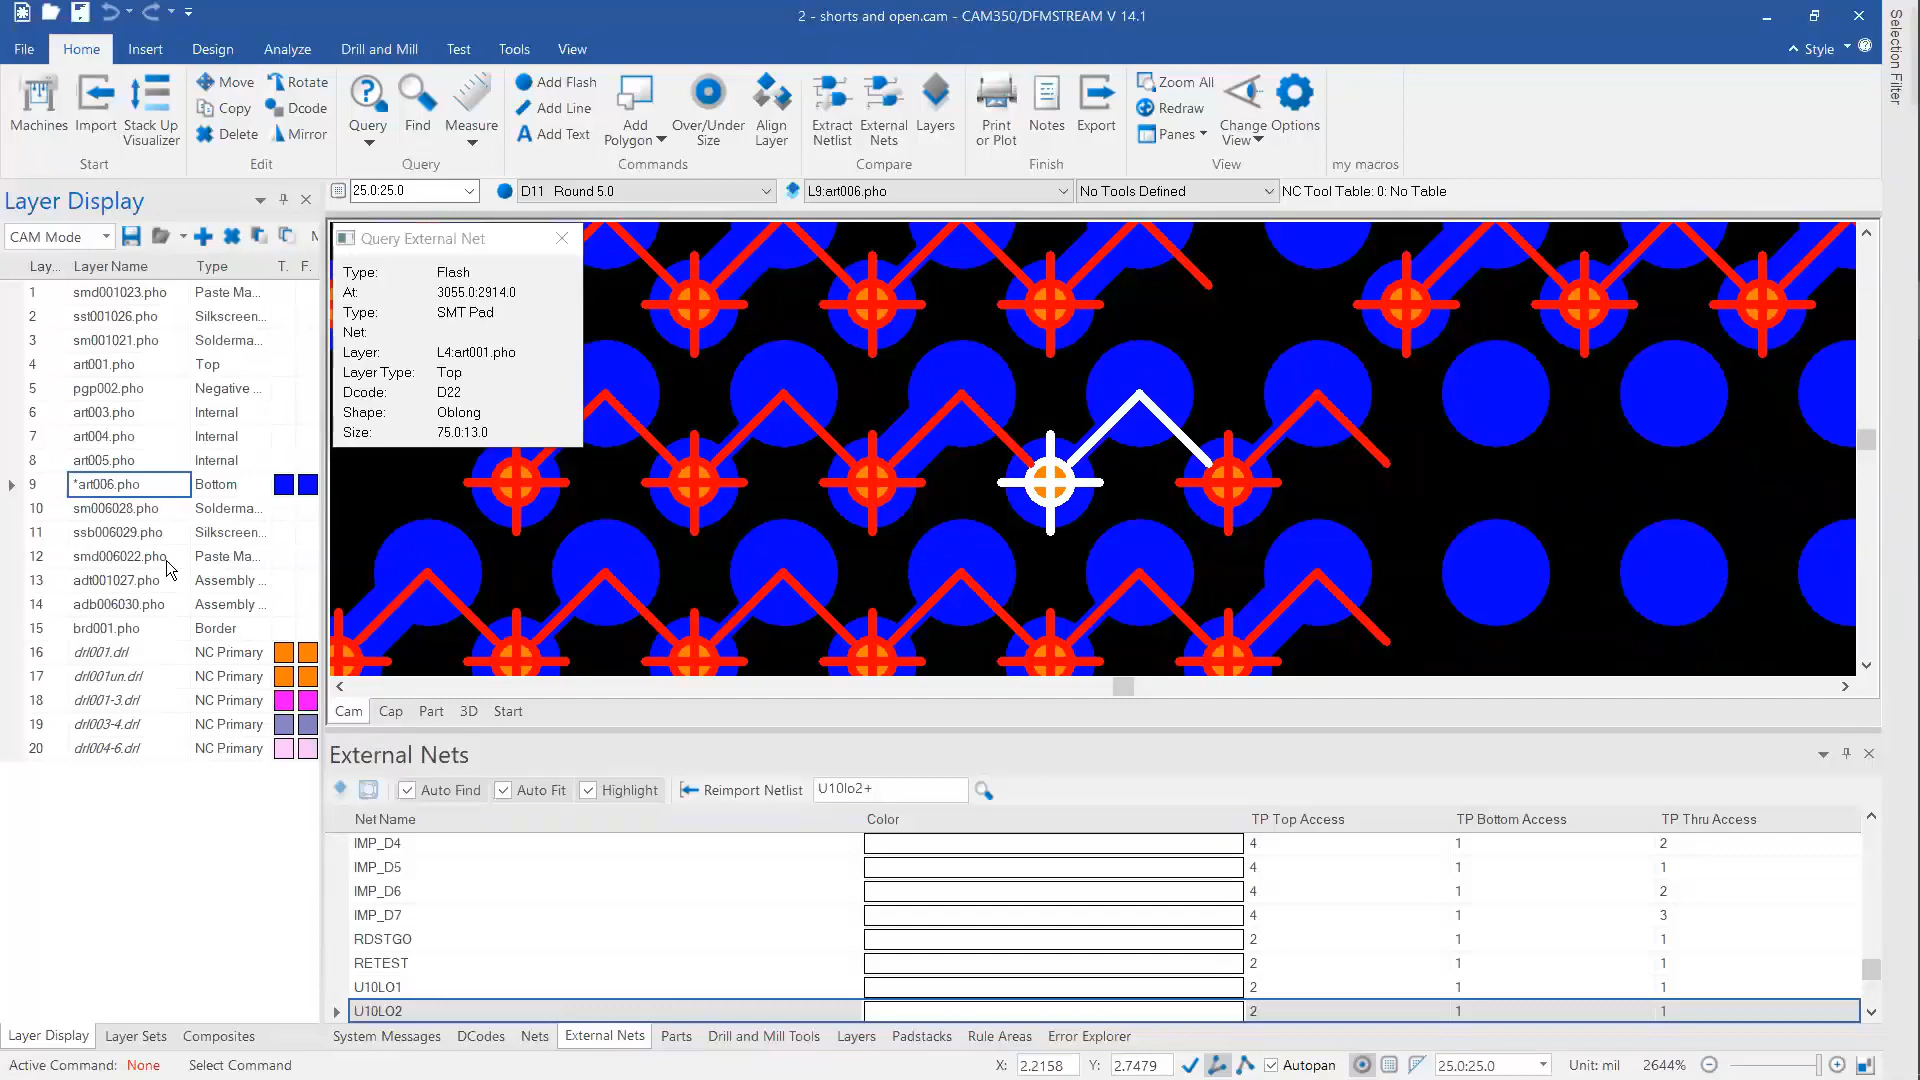 2 - shorts and open.cam - CAM350/DFMSTREAM V 14.1
File Home Insert Design Analyze Drill and Mill Test Tools View Style
Machines Import Stack Up Visualizer
Move Rotate
Copy Dcode
Delete Mirror
Query Find Measure
Add Flash
Add Line
Add Text
Add Polygon Over/Under Size Align Layer
Extract Netlist External Nets Layers
Print or Plot Notes Export
Zoom All
Redraw
Panes
Change View Options
Start Edit Query Commands Compare Finish View my macros
Selection Filter
25.0:25.0 D11 Round 5.0 L9:art006.pho No Tools Defined NC Tool Table: 0: No Table
Layer Display
CAM Mode
Lay... Layer Name Type T. F.
1 smd001023.pho Paste Ma...
2 sst001026.pho Silkscreen...
3 sm001021.pho Solderma...
4 art001.pho Top
5 pgp002.pho Negative
6 art003.pho Internal
7 art004.pho Internal
8 art005.pho Internal
9 *art006.pho Bottom
10 sm006028.pho Solderma...
11 ssb006029.pho Silkscreen...
12 smd006022.pho Paste Ma...
13 adt001027.pho Assembly ...
14 adb006030.pho Assembly ...
15 brd001.pho Border
16 drl001.drl NC Primary
17 drl001un.drl NC Primary
18 drl001-3.drl NC Primary
19 drl003-4.drl NC Primary
20 drl004-6.drl NC Primary
Query External Net
Type: Flash
At: 3055.0:2914.0
Type: SMT Pad
Net:
Layer: L4:art001.pho
Layer Type: Top
Dcode: D22
Shape: Oblong
Size: 75.0:13.0
Cam Cap Part 3D Start
External Nets
Auto Find Auto Fit Highlight Reimport Netlist U10lo2+
Net Name Color TP Top Access TP Bottom Access TP Thru Access
IMP_D4 4 1 2
IMP_D5 4 1 1
IMP_D6 4 1 2
IMP_D7 4 1 3
RDSTGO 2 1 1
RETEST 2 1 1
U10LO1 2 1 1
U10LO2 2 1 1
Layer Display Layer Sets Composites
System Messages DCodes Nets External Nets Parts Drill and Mill Tools Layers Padstacks Rule Areas Error Explorer
Active Command: None Select Command X: 2.2158 Y: 2.7479 Autopan 25.0:25.0 Unit: mil 2644%